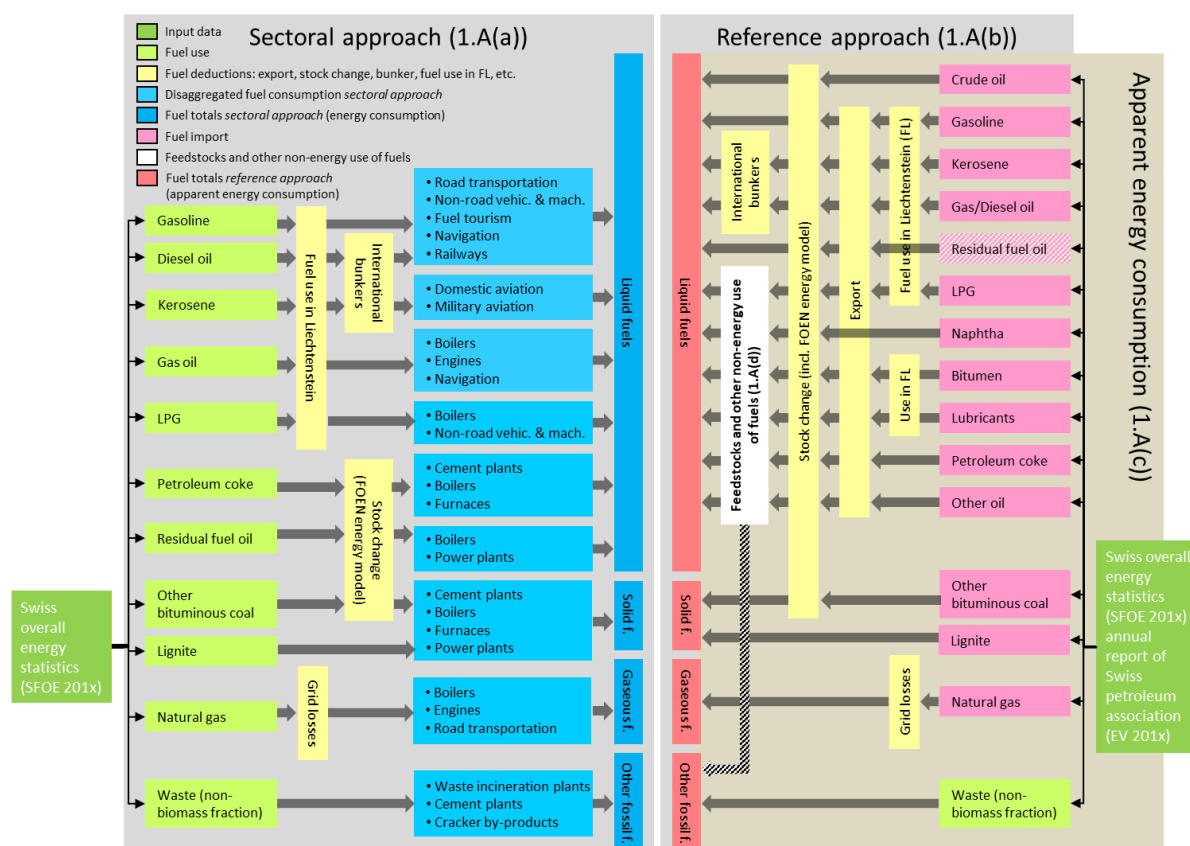 Sectoral approach (1.A(a))
Input data
Fuel use
Fuel deductions: export, stock change, bunker, fuel use in FL, etc.
Disaggregated fuel consumption sectoral approach
Fuel totals sectoral approach (energy consumption)
Fuel import
Feedstocks and other non-energy use of fuels
Fuel totals reference approach
(apparent energy consumption)
Swiss
overall
energy
statistics
(SFOE 201x)
Gasoline
Diesel oil
Kerosene
Gas oil
LPG
Petroleum coke
Residual fuel oil
Other
bituminous coal
Lignite
Natural gas
Waste (non-
biomass fraction)
Fuel use in Liechtenstein
International
bunkers
Stock change
(FOEN energy model)
Grid losses
• Road transportation
• Non-road vehic. & mach.
• Fuel tourism
• Navigation
• Railways
• Domestic aviation
• Military aviation
• Boilers
• Engines
• Navigation
• Boilers
• Non-road vehic. & mach.
• Cement plants
• Boilers
• Furnaces
• Boilers
• Power plants
• Cement plants
• Boilers
• Furnaces
• Power plants
• Boilers
• Engines
• Road transportation
• Waste incineration plants
• Cement plants
• Cracker by-products
Liquid fuels
Solid f.
Gaseous f.
Other fossil f.
Reference approach (1.A(b))
Liquid fuels
Solid f.
Gaseous f.
Other fossil f.
International
bunkers
Feedstocks and other non-energy use
of fuels (1.A(d))
Stock change (incl. FOEN energy model)
Export
Fuel use in Liechtenstein (FL)
Use in FL
Grid losses
Crude oil
Gasoline
Kerosene
Gas/Diesel oil
Residual fuel oil
LPG
Naphtha
Bitumen
Lubricants
Petroleum coke
Other oil
Other
bituminous coal
Lignite
Natural gas
Waste (non-
biomass fraction)
Apparent energy consumption (1.A(c))
Swiss overall
energy
statistics
(SFOE 201x)
annual
report of
Swiss
petroleum
association
(EV 201x)